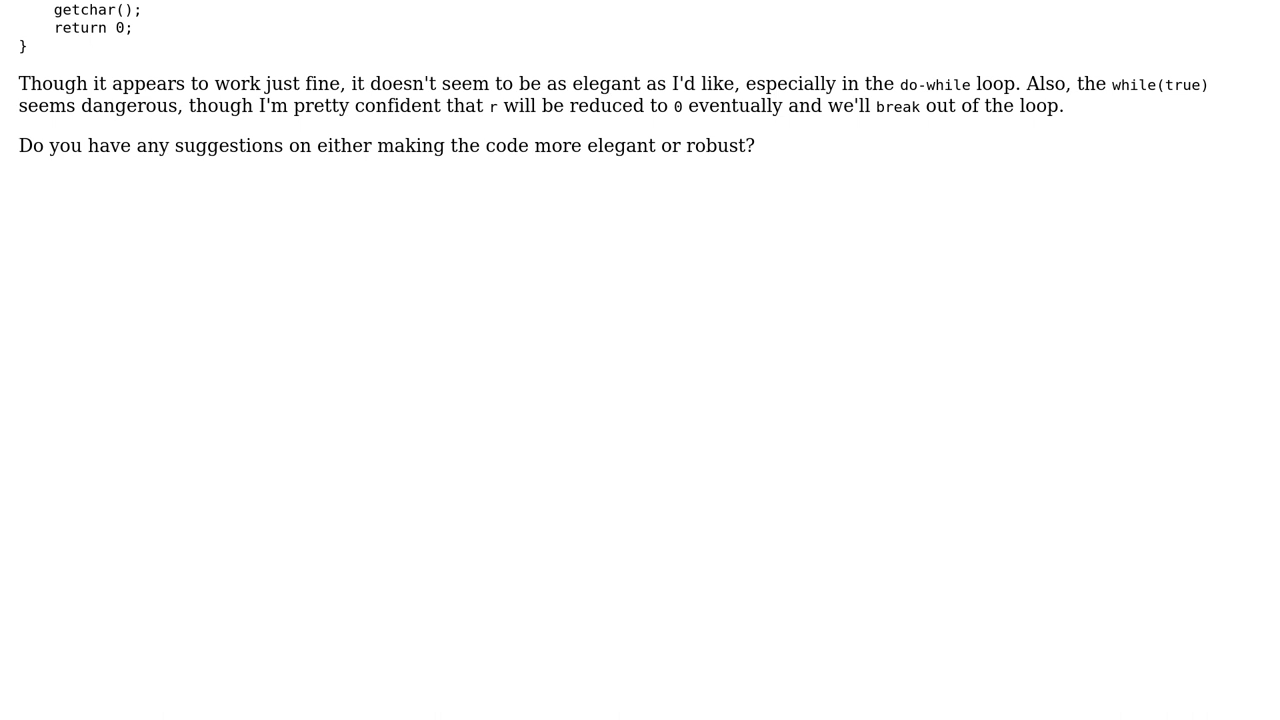 getchar();
    return 0;
}
Though it appears to work just fine, it doesn't seem to be as elegant as I'd like, especially in the do-while loop. Also, the while(true)
seems dangerous, though I'm pretty confident that r will be reduced to 0 eventually and we'll break out of the loop.
Do you have any suggestions on either making the code more elegant or robust?